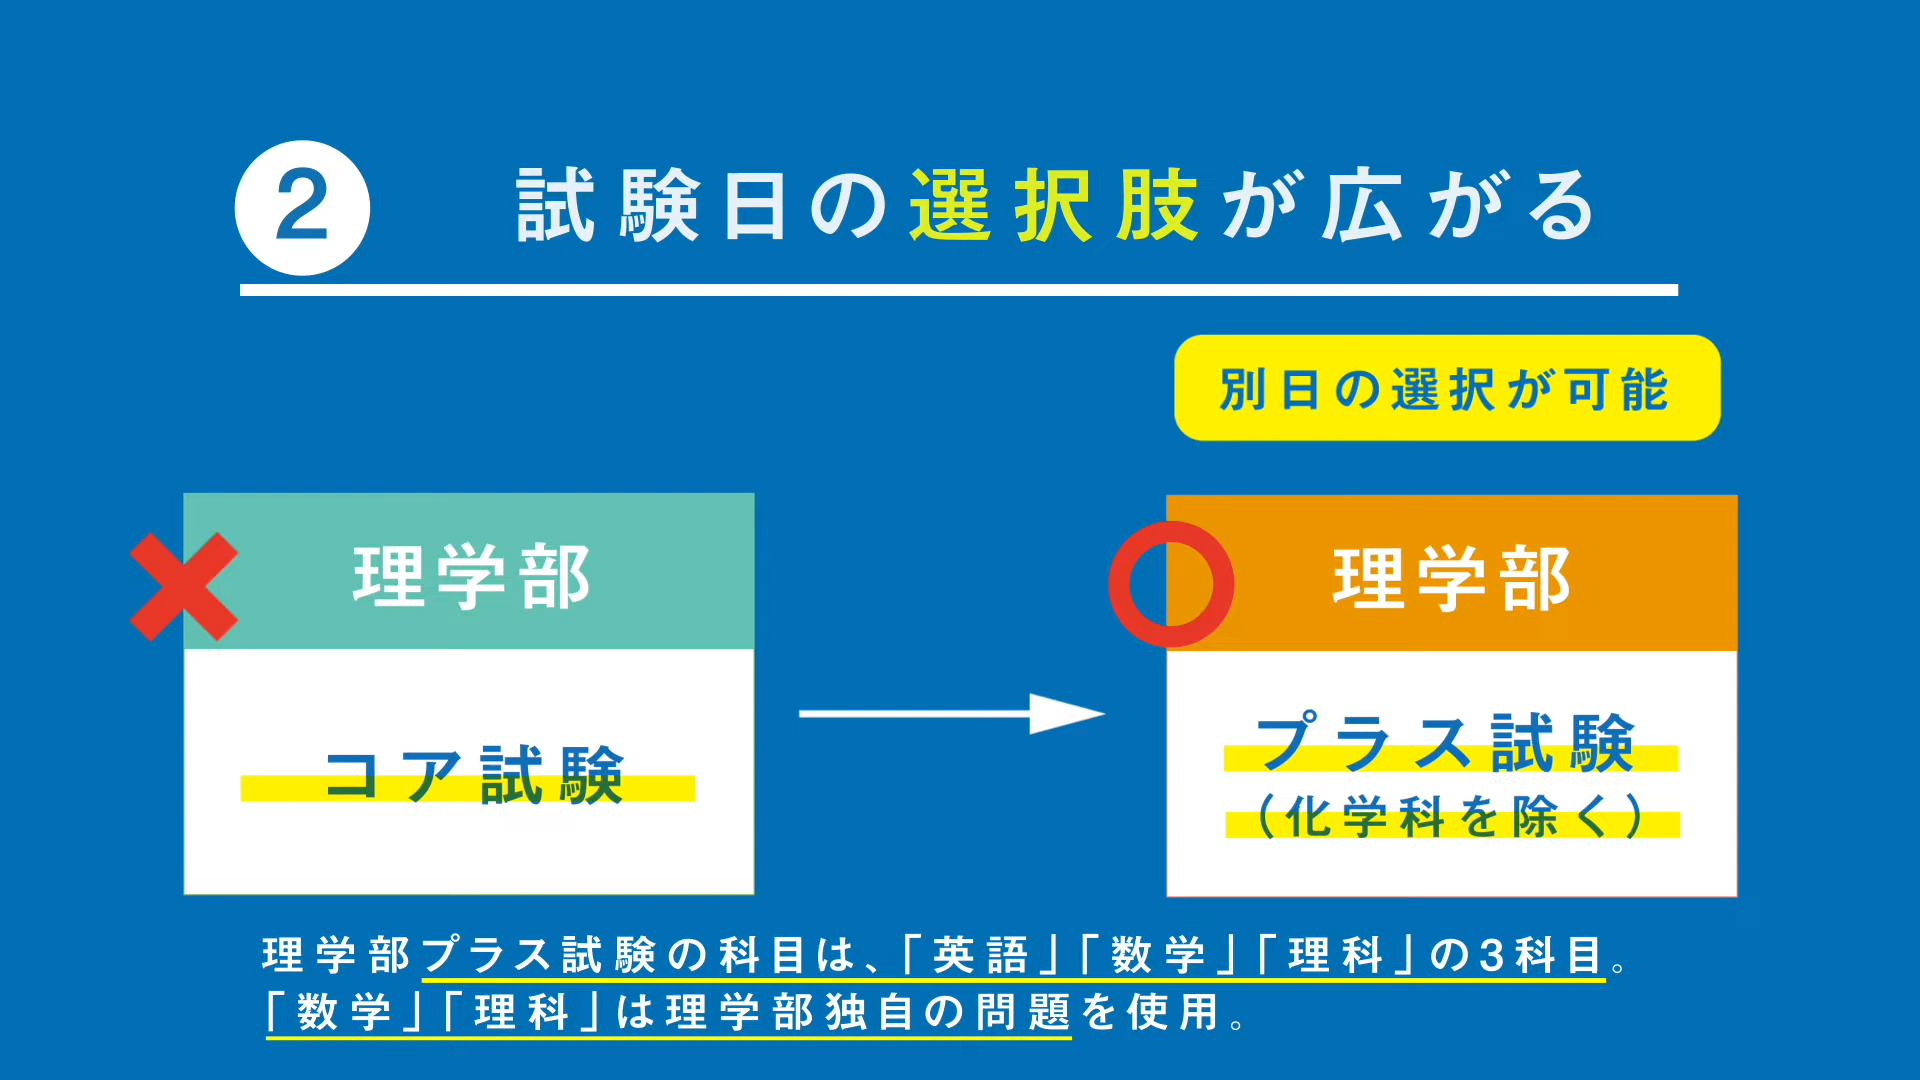 2
試験日の選択肢が広がる
別日の選択が可能
理学部
コア試験
理学部
プラス試験
（化学科を除く）
理学部プラス試験の科目は、「英語」「数学」「理科」の3科目。
「数学」「理科」は理学部独自の問題を使用。